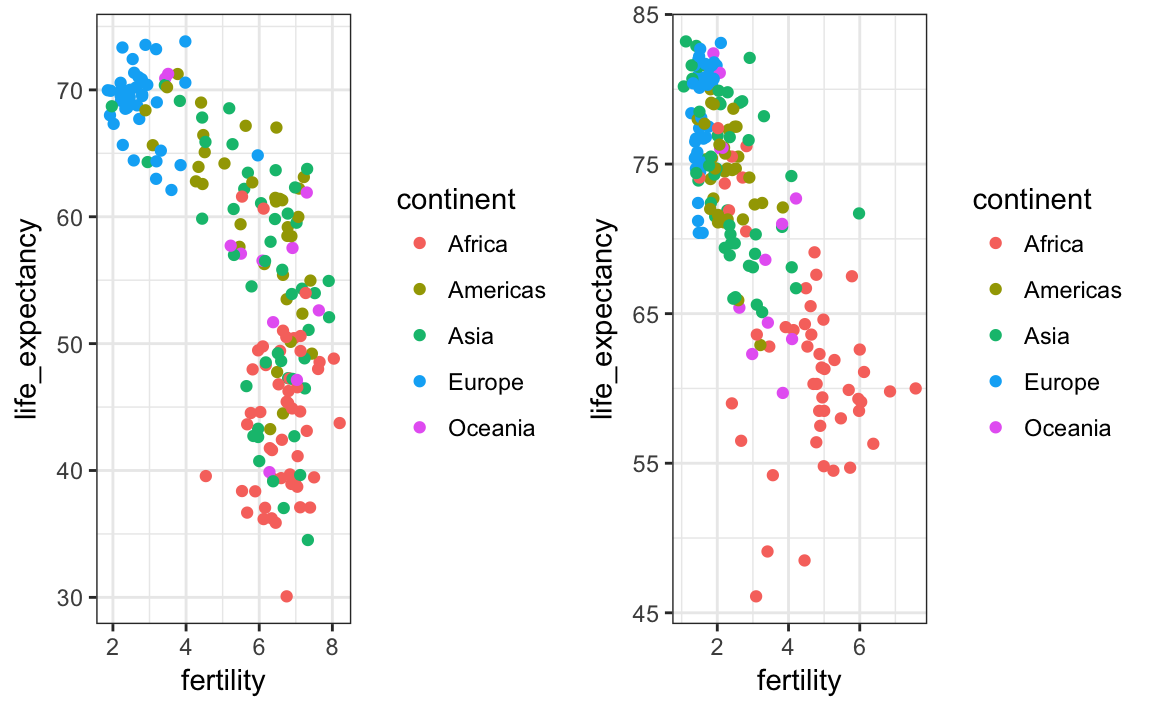 life_expectancy
70
60
50
40
30
2 4 6 8
fertility
continent
Africa
Americas
Asia
Europe
Oceania
life_expectancy
85
75
65
55
45
2 4 6
fertility
continent
Africa
Americas
Asia
Europe
Oceania